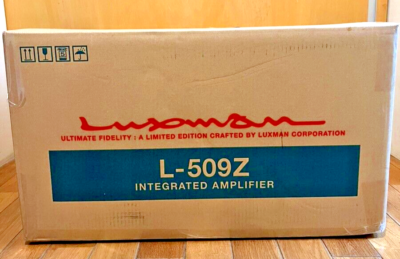 Luxman
ULTIMATE FIDELITY : A LIMITED EDITION CRAFTED BY LUXMAN CORPORATION
L-509Z
INTEGRATED AMPLIFIER